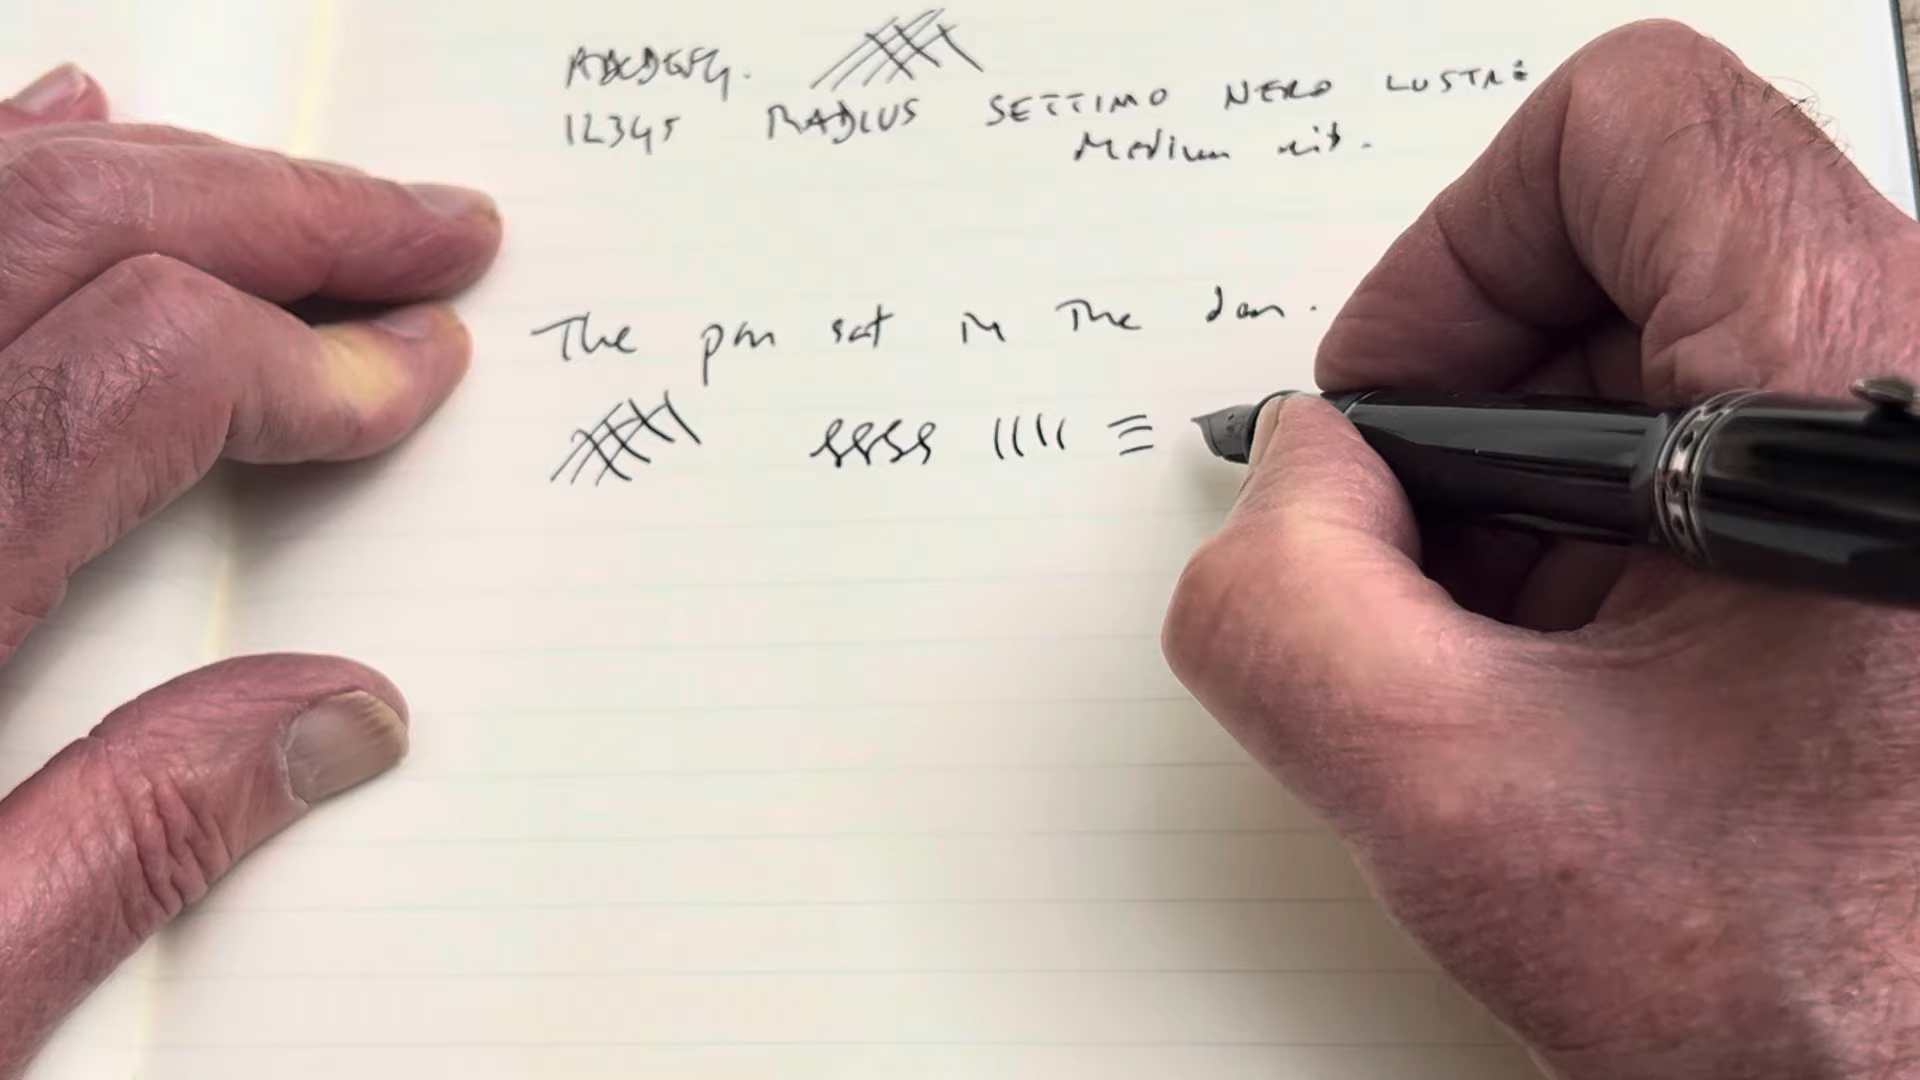 ABCDEFG.
12345 RADIUS SETTIMO NERO LUSTRE
Medium nib.
The pen sat in the den.